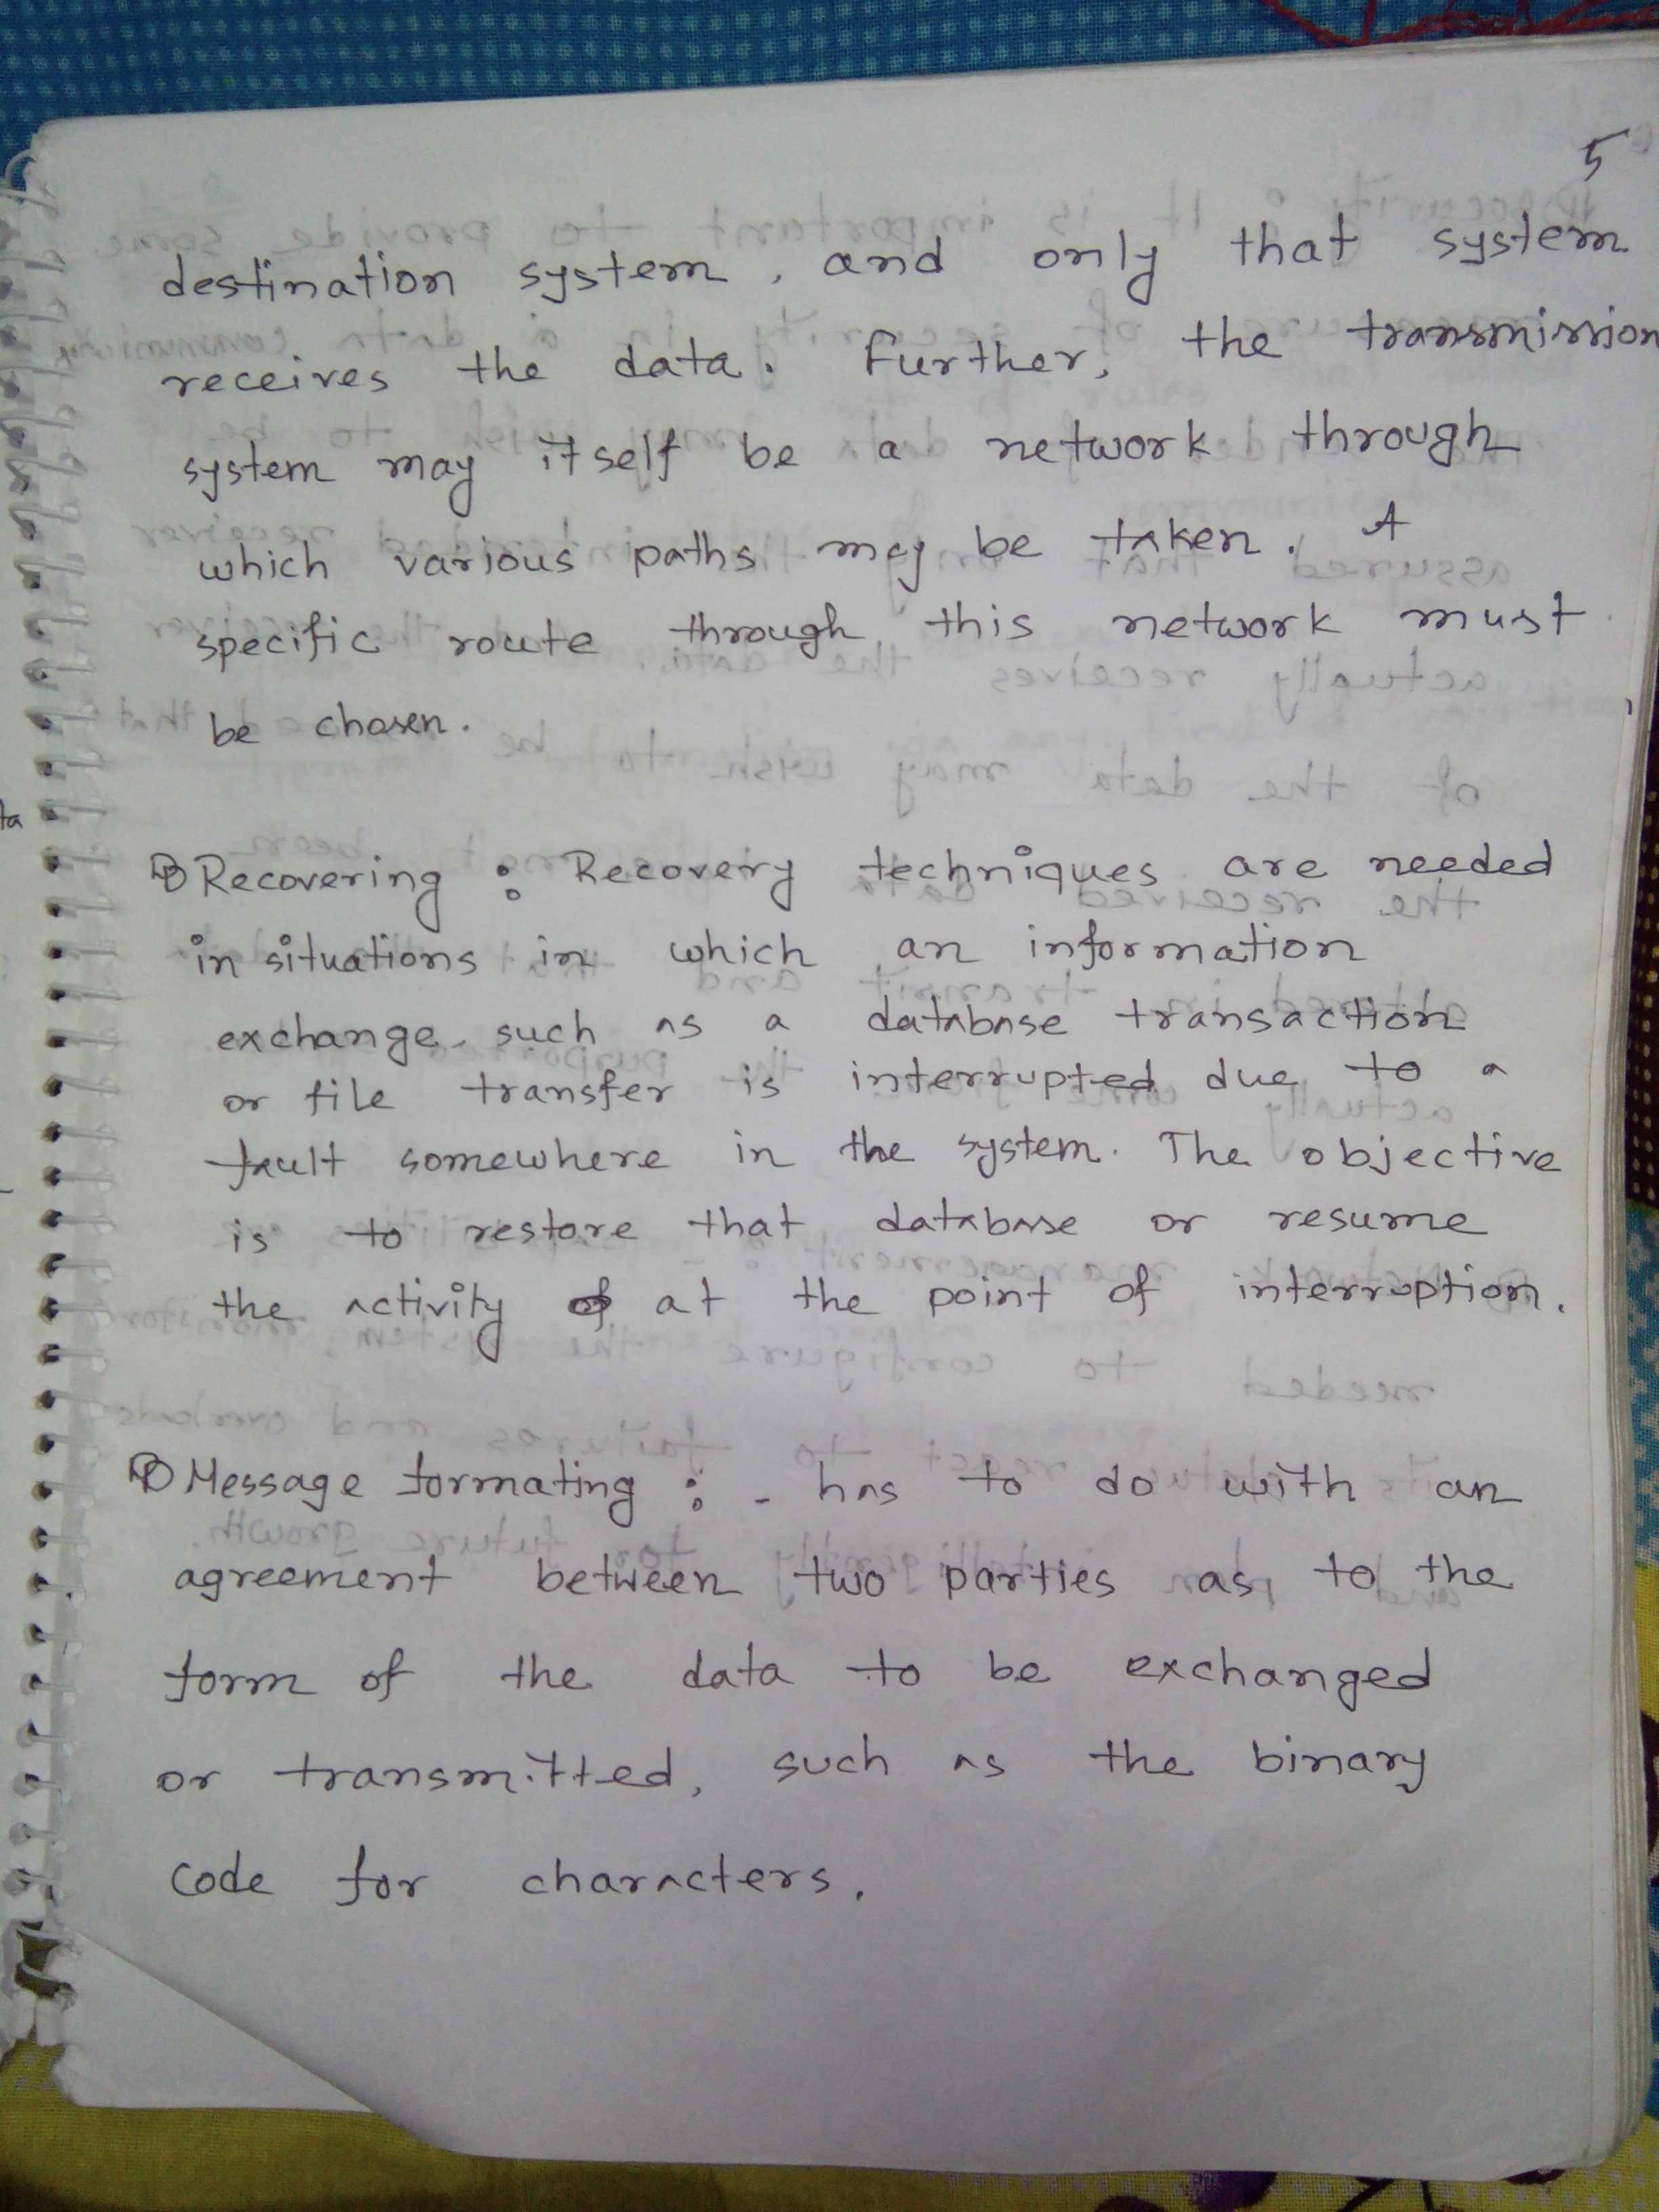 5
destination system, and only that system
receives the data. Further, the transmission
system may itself be a network through
which various paths may be taken. A
specific route through this network must
be chosen.
Recovering : Recovery techniques are needed
in situations in which an information
exchange such as a database transaction
or file transfer is interrupted due to a
fault somewhere in the system. The objective
is to restore that database or resume
the activity at the point of interruption.
Message formating : - has to do with an
agreement between two parties as to the
form of the data to be exchanged
or transmitted, such as the binary
code for characters.